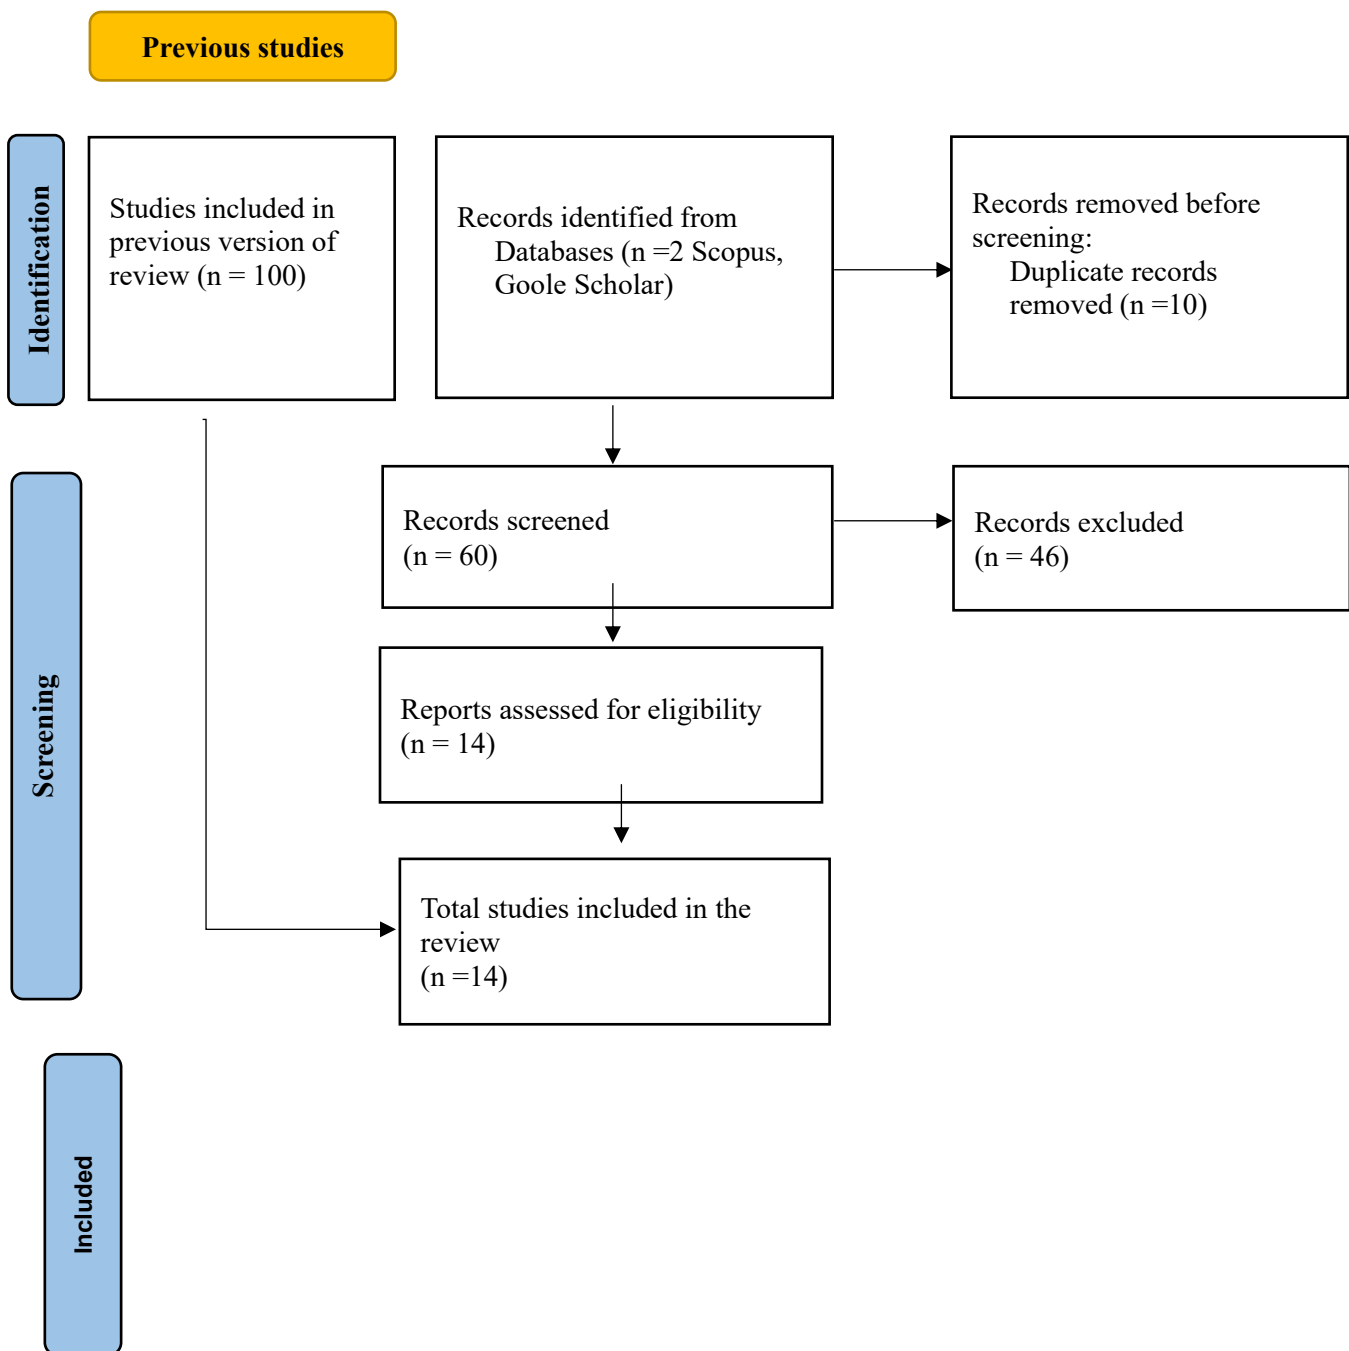 Previous studies
Identification
Studies included in
previous version of
review (n = 100)
Records identified from
Databases (n =2 Scopus,
Goole Scholar)
Records removed before
screening:
Duplicate records
removed (n =10)
Screening
Records screened
(n = 60)
Records excluded
(n = 46)
Reports assessed for eligibility
(n = 14)
Total studies included in the
review
(n =14)
Included